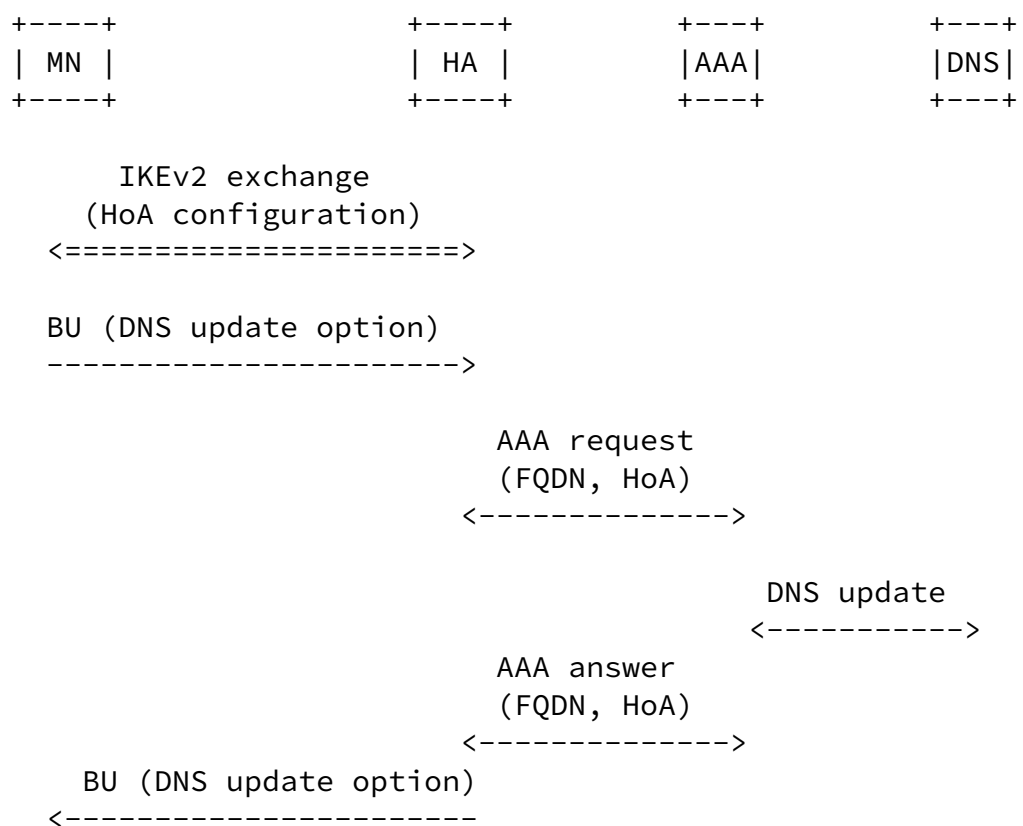 +----+                +----+       +---+       +---+
| MN |                | HA |       |AAA|       |DNS|
+----+                +----+       +---+       +---+
IKEv2 exchange
(HoA configuration)
<======================>
BU (DNS update option)
----------------------->
AAA request
(FQDN, HoA)
<-------------->
DNS update
<----------->
AAA answer
(FQDN, HoA)
<-------------->
BU (DNS update option)
<-----------------------